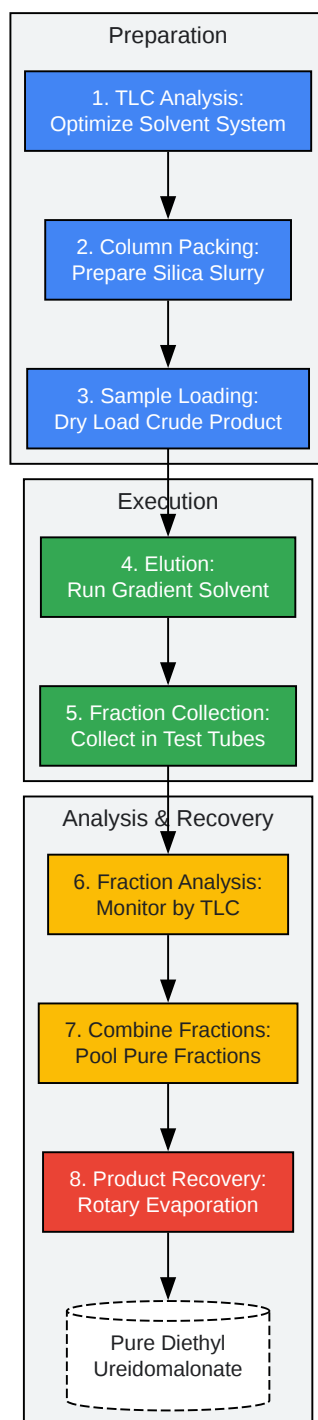 Preparation
1. TLC Analysis:
Optimize Solvent System
2. Column Packing:
Prepare Silica Slurry
3. Sample Loading:
Dry Load Crude Product
Execution
4. Elution:
Run Gradient Solvent
5. Fraction Collection:
Collect in Test Tubes
Analysis & Recovery
6. Fraction Analysis:
Monitor by TLC
7. Combine Fractions:
Pool Pure Fractions
8. Product Recovery:
Rotary Evaporation
Pure Diethyl
Ureidomalonate